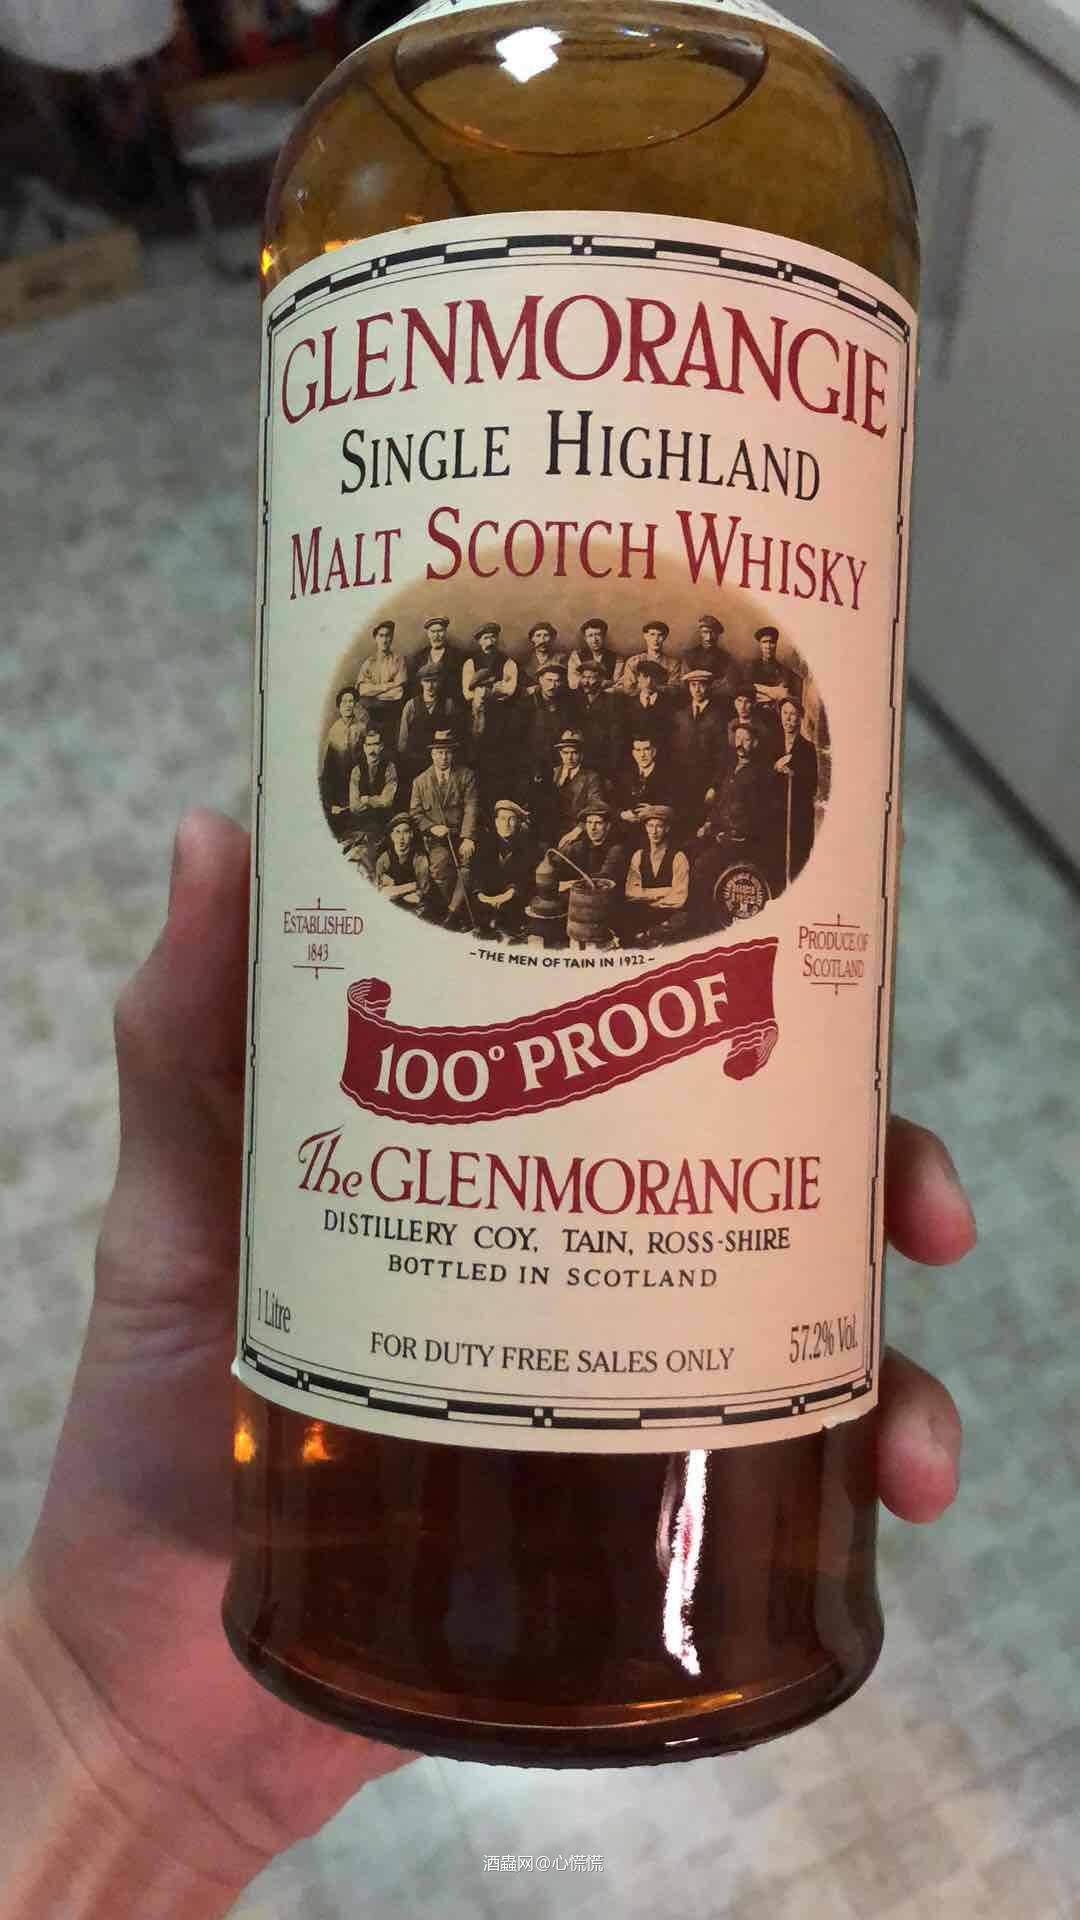 GLENMORANGIE
SINGLE HIGHLAND
MALT SCOTCH WHISKY
ESTABLISHED
1843
PRODUCE OF
SCOTLAND
-THE MEN OF TAIN IN 1922-
100° PROOF
The GLENMORANGIE
DISTILLERY COY, TAIN, ROSS-SHIRE
BOTTLED IN SCOTLAND
1 Litre
57.2% Vol.
FOR DUTY FREE SALES ONLY
酒蟲网@心慌慌